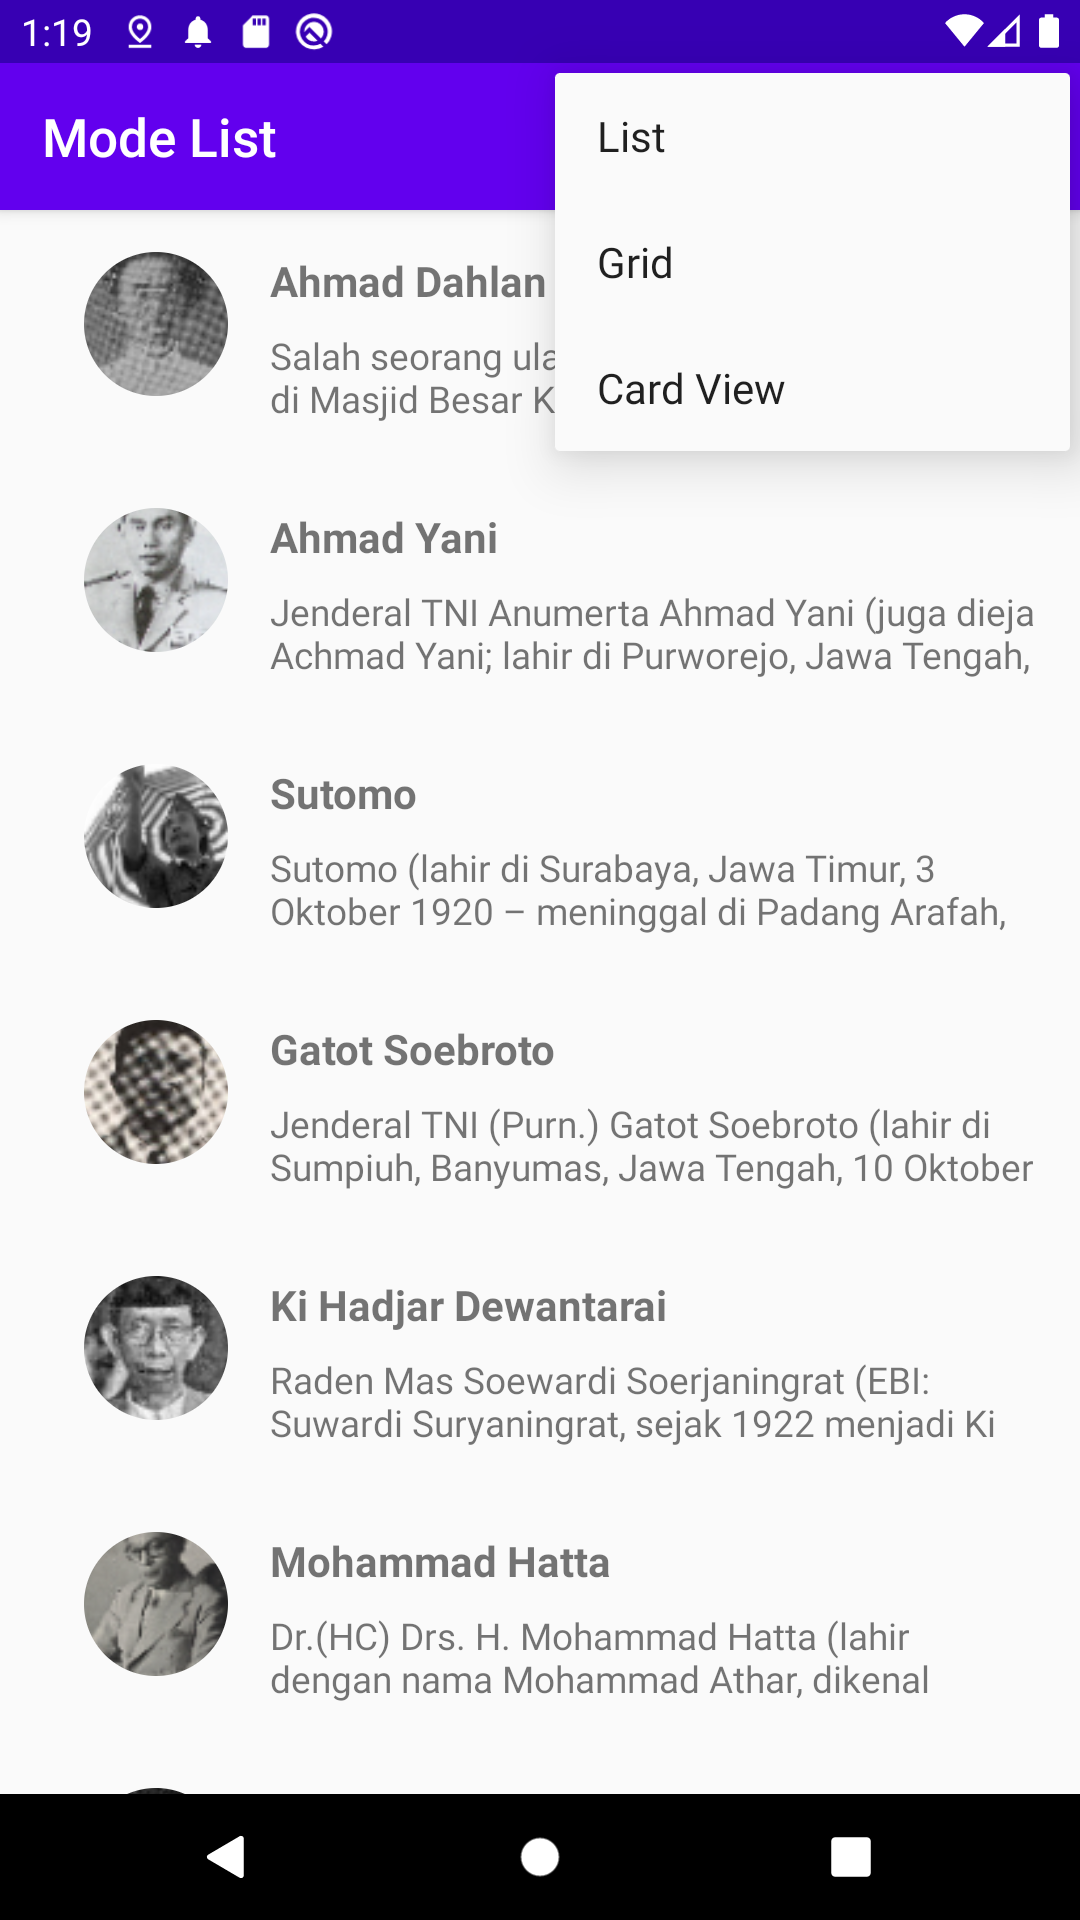 1:19
Mode List
List
Grid
Card View
Ahmad Dahlan
Salah seorang
di Masjid Besar
Ahmad Yani
Jenderal TNI Anumerta Ahmad Yani (juga dieja
Achmad Yani; lahir di Purworejo, Jawa Tengah,
Sutomo
Sutomo (lahir di Surabaya, Jawa Timur, 3
Oktober 1920 – meninggal di Padang Arafah,
Gatot Soebroto
Jenderal TNI (Purn.) Gatot Soebroto (lahir di
Sumpiuh, Banyumas, Jawa Tengah, 10 Oktober
Ki Hadjar Dewantarai
Raden Mas Soewardi Soerjaningrat (EBI:
Suwardi Suryaningrat, sejak 1922 menjadi Ki
Mohammad Hatta
Dr.(HC) Drs. H. Mohammad Hatta (lahir
dengan nama Mohammad Athar, dikenal